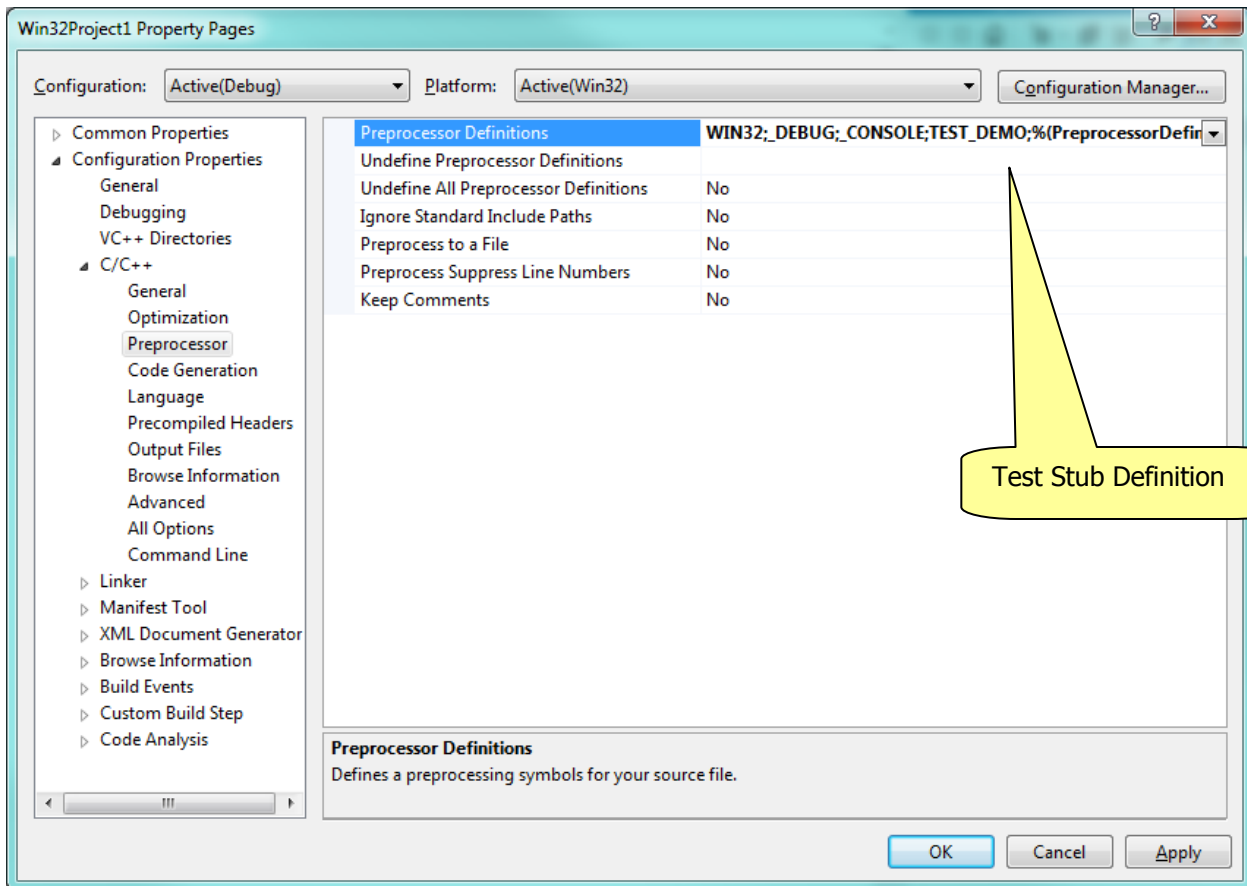 Win32Project1 Property Pages
?
Configuration: Active(Debug) Platform: Active(Win32) Configuration Manager...
Common Properties
Configuration Properties
General
Debugging
VC++ Directories
C/C++
General
Optimization
Preprocessor
Code Generation
Language
Precompiled Headers
Output Files
Browse Information
Advanced
All Options
Command Line
Linker
Manifest Tool
XML Document Generator
Browse Information
Build Events
Custom Build Step
Code Analysis
Preprocessor Definitions WIN32;_DEBUG;_CONSOLE;TEST_DEMO;%(PreprocessorDefin
Undefine Preprocessor Definitions
Undefine All Preprocessor Definitions No
Ignore Standard Include Paths No
Preprocess to a File No
Preprocess Suppress Line Numbers No
Keep Comments No
Test Stub Definition
Preprocessor Definitions
Defines a preprocessing symbols for your source file.
OK Cancel Apply